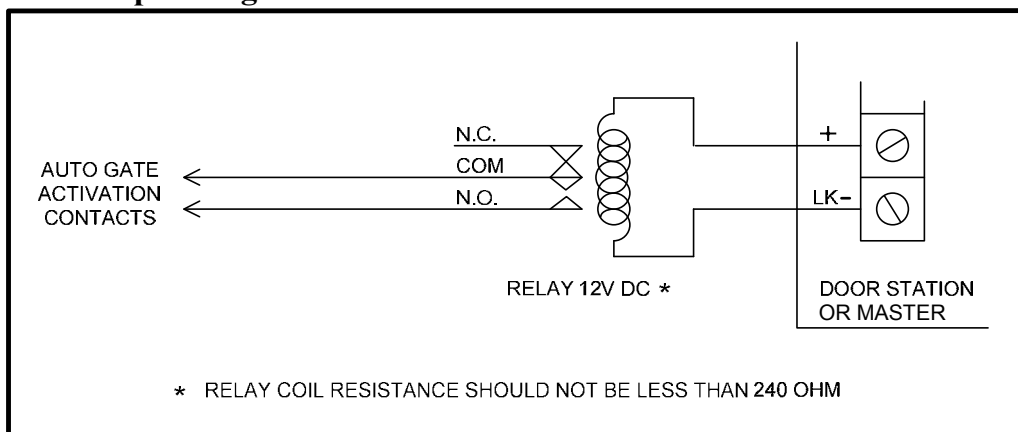 N.C.
COM
N.O.
AUTO GATE
ACTIVATION
CONTACTS
+
LK-
RELAY 12V DC *
DOOR STATION
OR MASTER
* RELAY COIL RESISTANCE SHOULD NOT BE LESS THAN 240 OHM